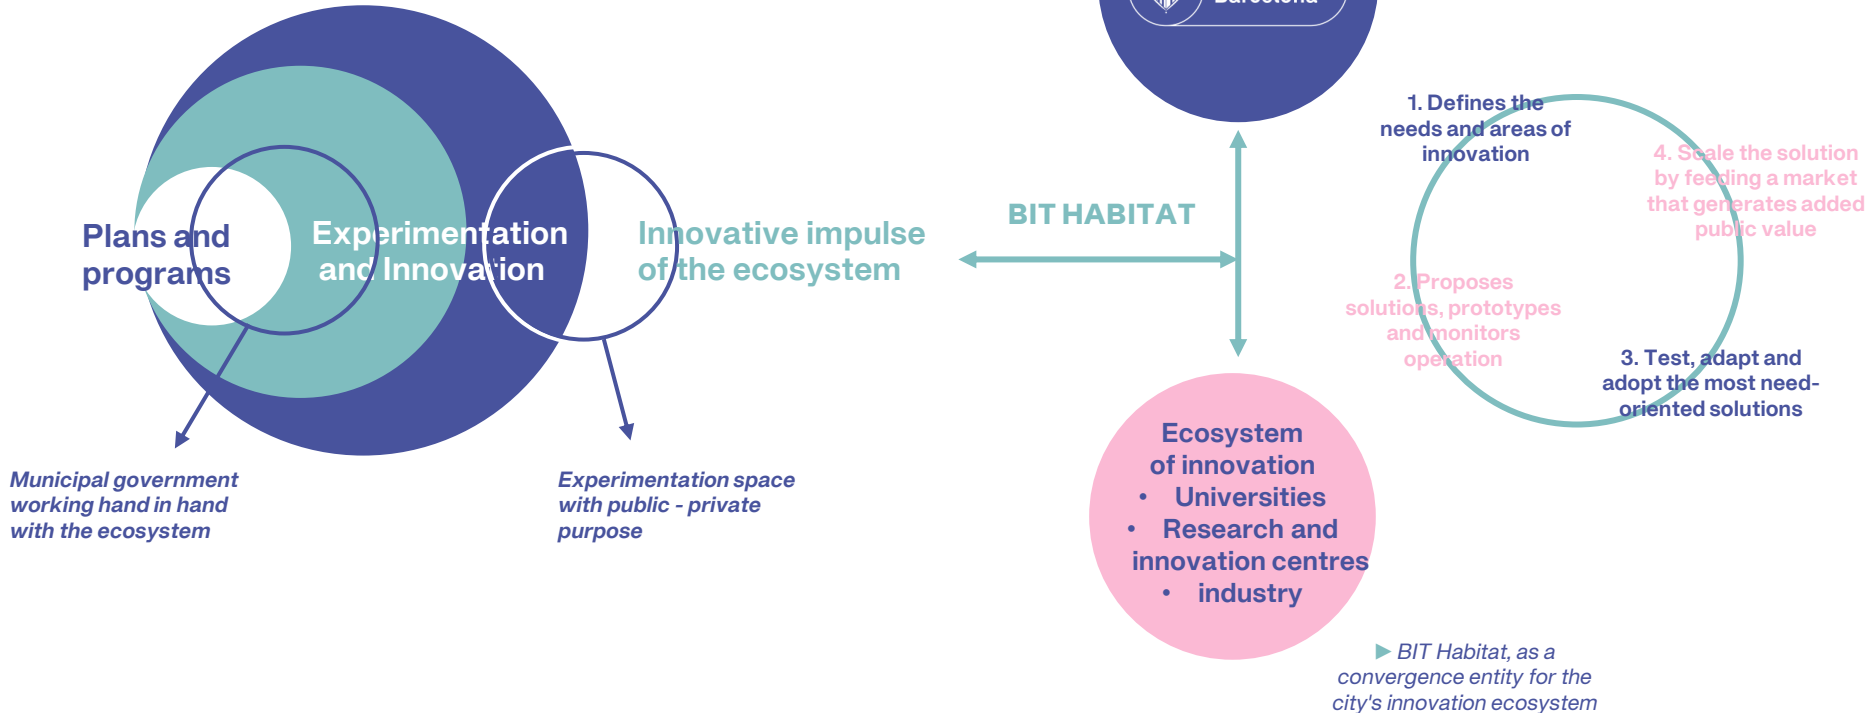 Plans and
programs
Experimentation
and Innovation
Innovative impulse
of the ecosystem
Municipal government
working hand in hand
with the ecosystem
Experimentation space
with public - private
purpose
Barcelona
BIT HABITAT
Ecosystem
of innovation
• Universities
• Research and
innovation centres
• industry
1. Defines the
needs and areas of
innovation
2. Proposes
solutions, prototypes
and monitors
operation
3. Test, adapt and
adopt the most need-
oriented solutions
4. Scale the solution
by feeding a market
that generates added
public value
► BIT Habitat, as a
convergence entity for the
city's innovation ecosystem